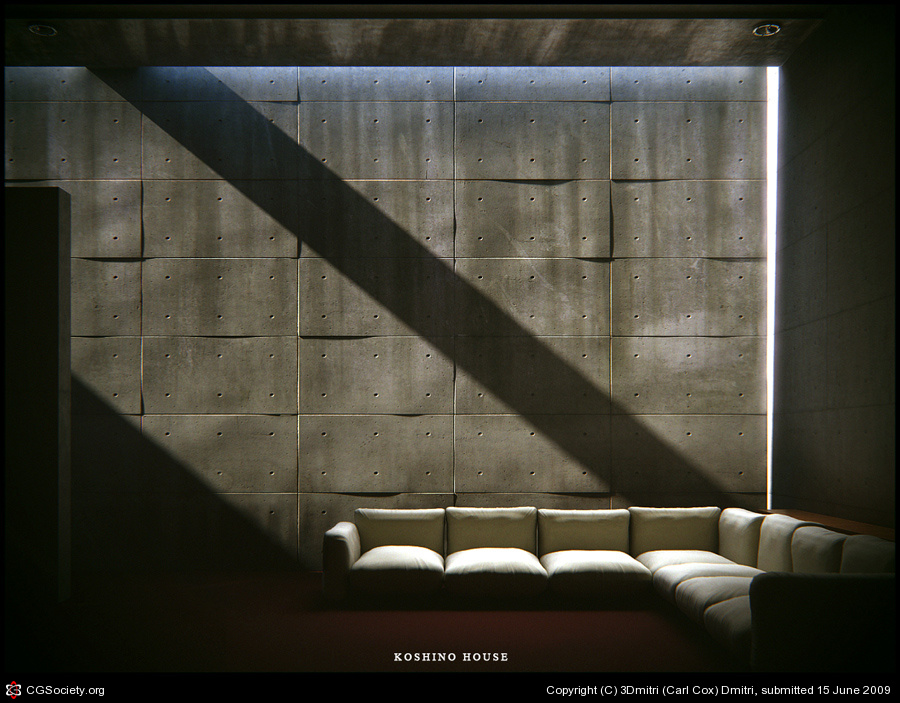 KOSHINO HOUSE
CGSociety.org
Copyright (C) 3Dmitri (Carl Cox) Dmitri, submitted 15 June 2009